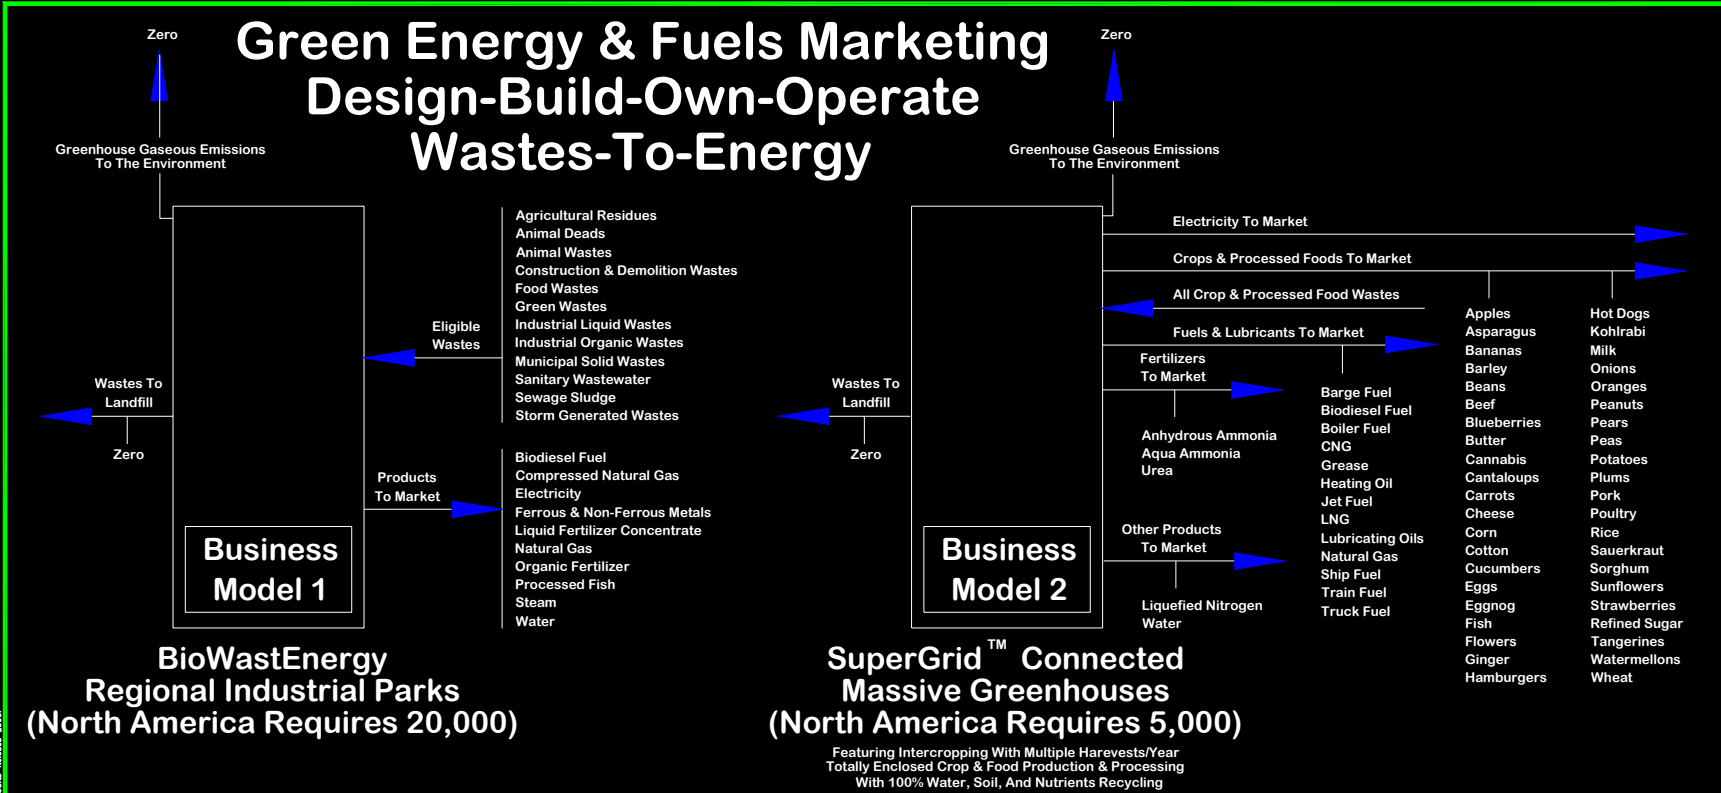 Green Energy & Fuels Marketing
Design-Build-Own-Operate
Wastes-To-Energy
Zero
Greenhouse Gaseous Emissions
To The Environment
Agricultural Residues
Animal Deads
Animal Wastes
Construction & Demolition Wastes
Food Wastes
Green Wastes
Industrial Liquid Wastes
Industrial Organic Wastes
Municipal Solid Wastes
Sanitary Wastewater
Sewage Sludge
Storm Generated Wastes
Eligible
Wastes
Wastes To
Landfill
Zero
Products
To Market
Biodiesel Fuel
Compressed Natural Gas
Electricity
Ferrous & Non-Ferrous Metals
Liquid Fertilizer Concentrate
Natural Gas
Organic Fertilizer
Processed Fish
Steam
Water
Business
Model 1
BioWastEnergy
Regional Industrial Parks
(North America Requires 20,000)
Zero
Greenhouse Gaseous Emissions
To The Environment
Electricity To Market
Crops & Processed Foods To Market
All Crop & Processed Food Wastes
Fuels & Lubricants To Market
Fertilizers
To Market
Anhydrous Ammonia
Aqua Ammonia
Urea
Wastes To
Landfill
Zero
Other Products
To Market
Liquefied Nitrogen
Water
Barge Fuel
Biodiesel Fuel
Boiler Fuel
CNG
Grease
Heating Oil
Jet Fuel
LNG
Lubricating Oils
Natural Gas
Ship Fuel
Train Fuel
Truck Fuel
Apples
Asparagus
Bananas
Barley
Beans
Beef
Blueberries
Butter
Cannabis
Cantaloups
Carrots
Cheese
Corn
Cotton
Cucumbers
Eggs
Eggnog
Fish
Flowers
Ginger
Hamburgers
Hot Dogs
Kohlrabi
Milk
Onions
Oranges
Peanuts
Pears
Peas
Potatoes
Plums
Pork
Poultry
Rice
Sauerkraut
Sorghum
Sunflowers
Strawberries
Refined Sugar
Tangerines
Watermellons
Wheat
Business
Model 2
SuperGrid™ Connected
Massive Greenhouses
(North America Requires 5,000)
Featuring Intercropping With Multiple Harevests/Year
Totally Enclosed Crop & Food Production & Processing
With 100% Water, Soil, And Nutrients Recycling